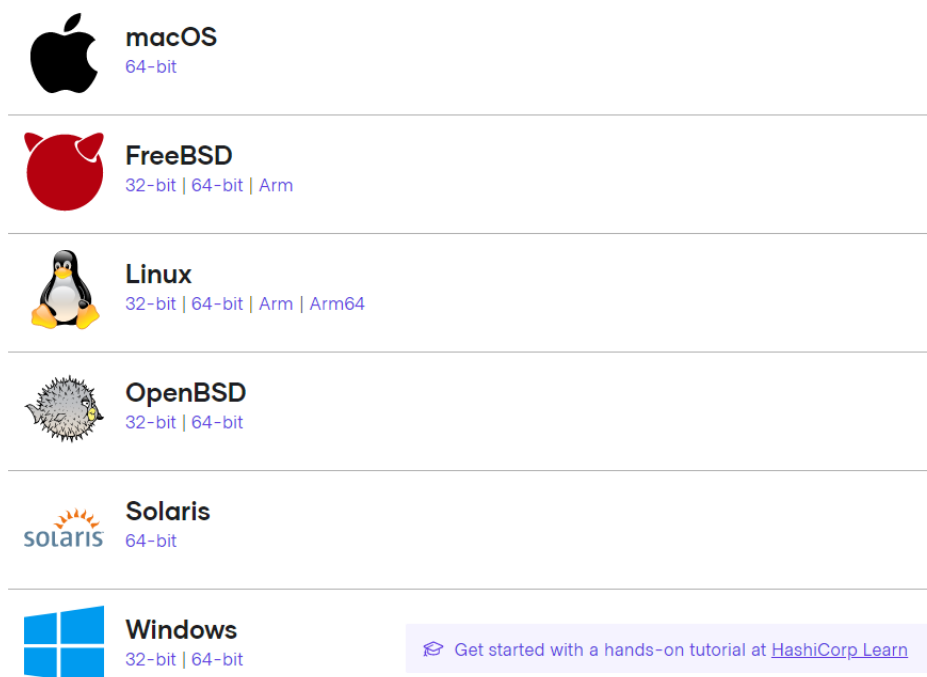 macOS
64-bit
FreeBSD
32-bit | 64-bit | Arm
Linux
32-bit | 64-bit | Arm | Arm64
OpenBSD
32-bit | 64-bit
solaris
Solaris
64-bit
Windows
32-bit | 64-bit
Get started with a hands-on tutorial at HashiCorp Learn